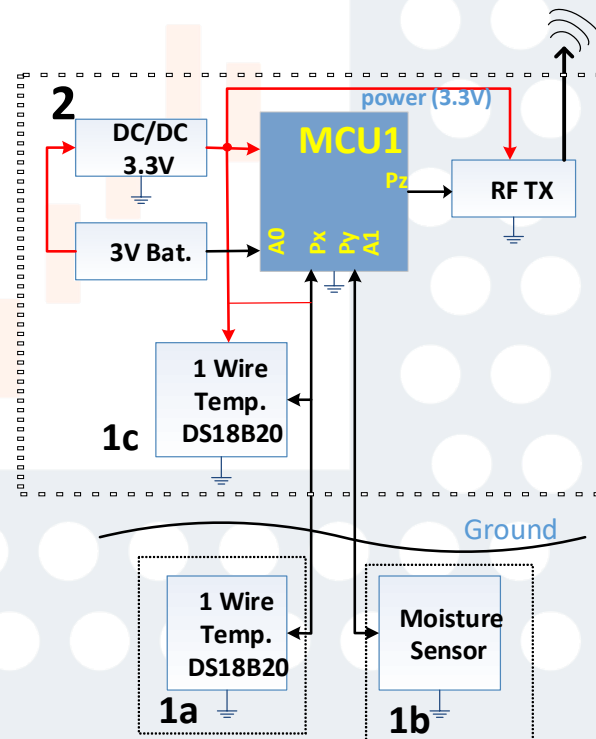 power (3.3V)
2
DC/DC
3.3V
MCU1
Pz
RF TX
3V Bat.
A0
Px
Py
A1
1 Wire
Temp.
DS18B20
1c
Ground
1 Wire
Temp.
DS18B20
1a
Moisture
Sensor
1b